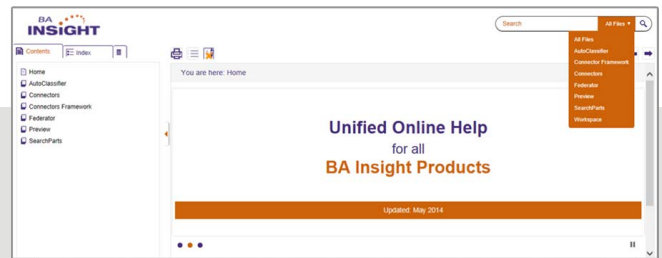 BA
INSIGHT
Search
All Files
Contents
Index
All Files
AutoClassifier
Connector Framework
Connectors
Federator
Preview
SearchParts
Workspace
Home
AutoClassifier
Connectors
Connectors Framework
Federator
Preview
SearchParts
You are here: Home
Unified Online Help
for all
BA Insight Products
Updated: May 2014